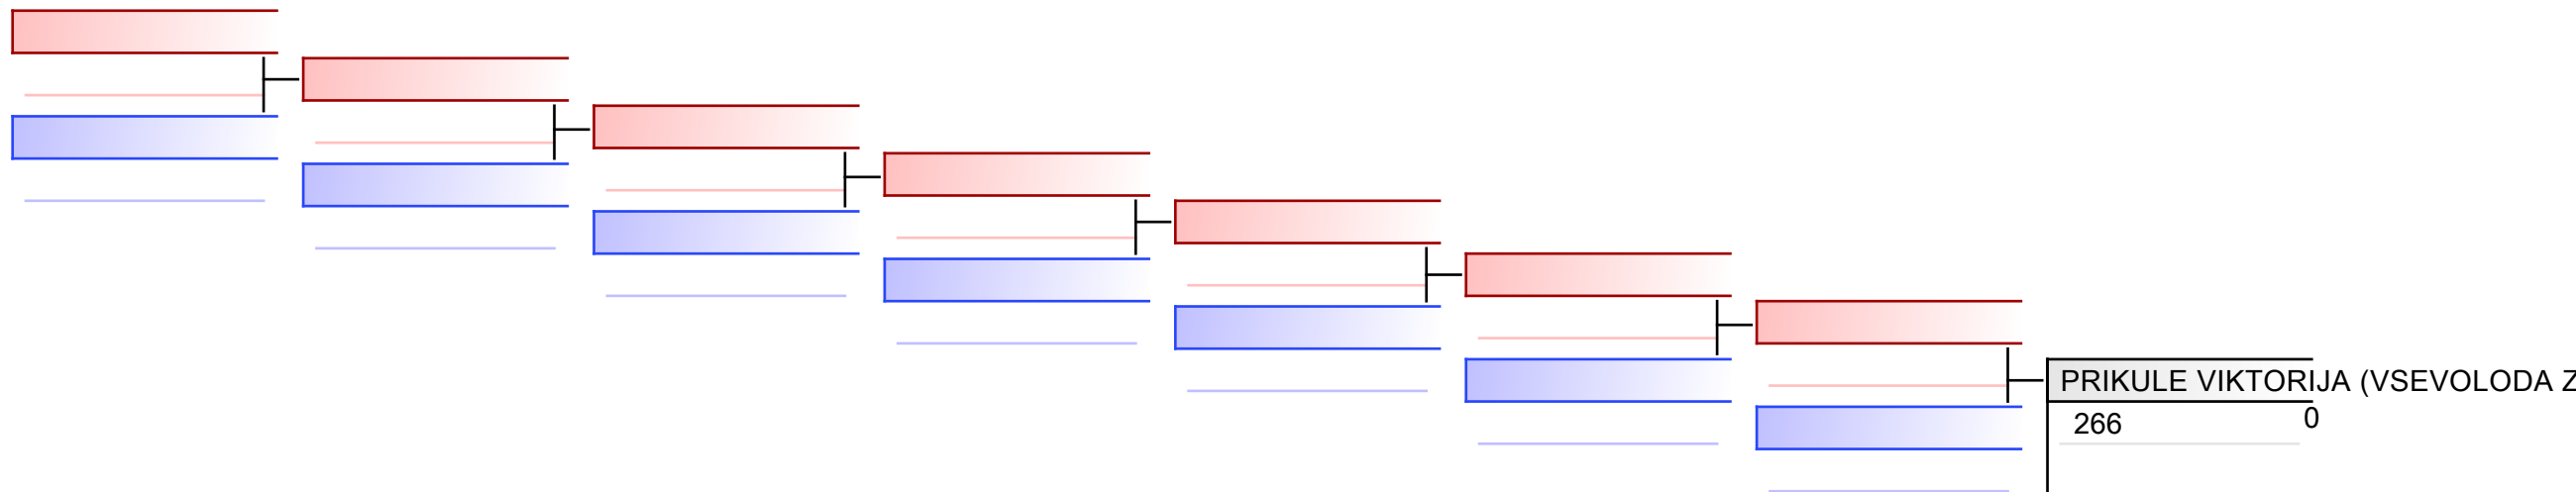 PRIKULE VIKTORIJA (VSEVOLODA Z
266 0